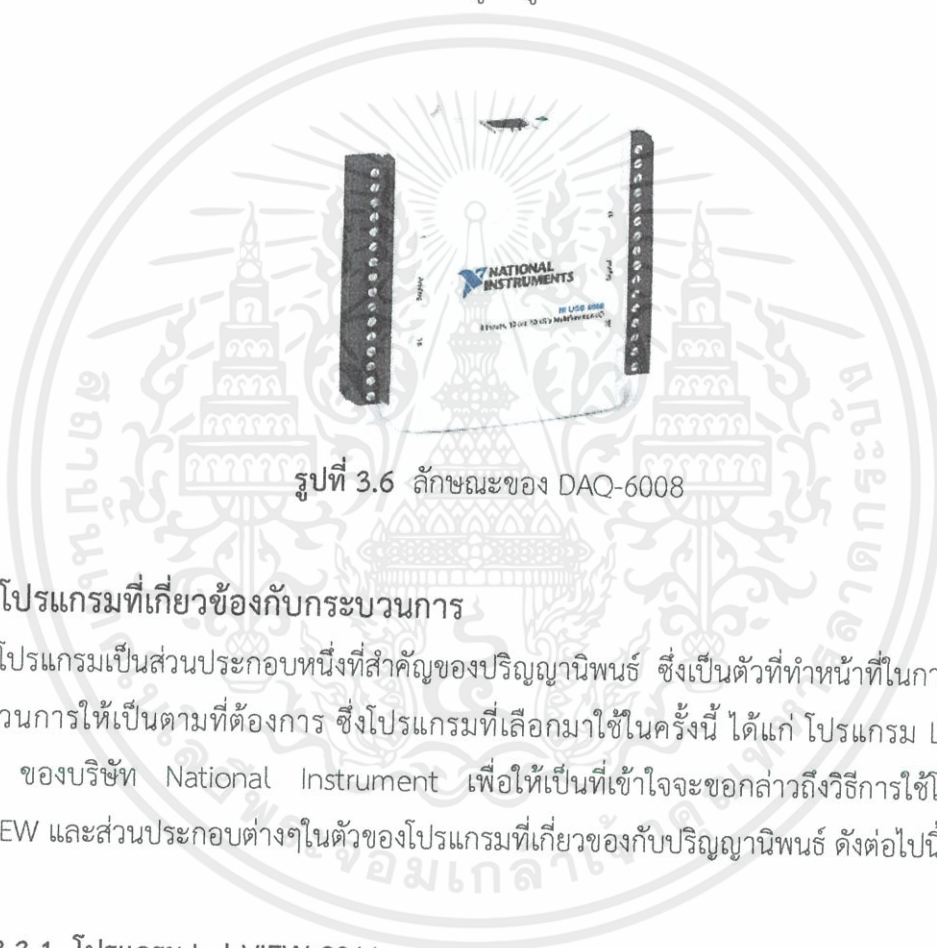 NATIONAL
INSTRUMENTS
NI USB 6008
รูปที่ 3.6 ลักษณะของ DAQ-6008
โปรแกรมที่เกี่ยวข้องกับกระบวนการ
โปรแกรมเป็นส่วนประกอบหนึ่งที่สำคัญของปริญญานิพนธ์ ซึ่งเป็นตัวที่ทำหน้าที่ในกา
วนการให้เป็นตามที่ต้องการ ซึ่งโปรแกรมที่เลือกมาใช้ในครั้งนี้ ได้แก่ โปรแกรม L
ของบริษัท National Instrument เพื่อให้เป็นที่เข้าใจจะขอกล่าวถึงวิธีการใช้โ
EW และส่วนประกอบต่างๆในตัวของโปรแกรมที่เกี่ยวของกับปริญญานิพนธ์ ดังต่อไปนี้
โปรแกรม